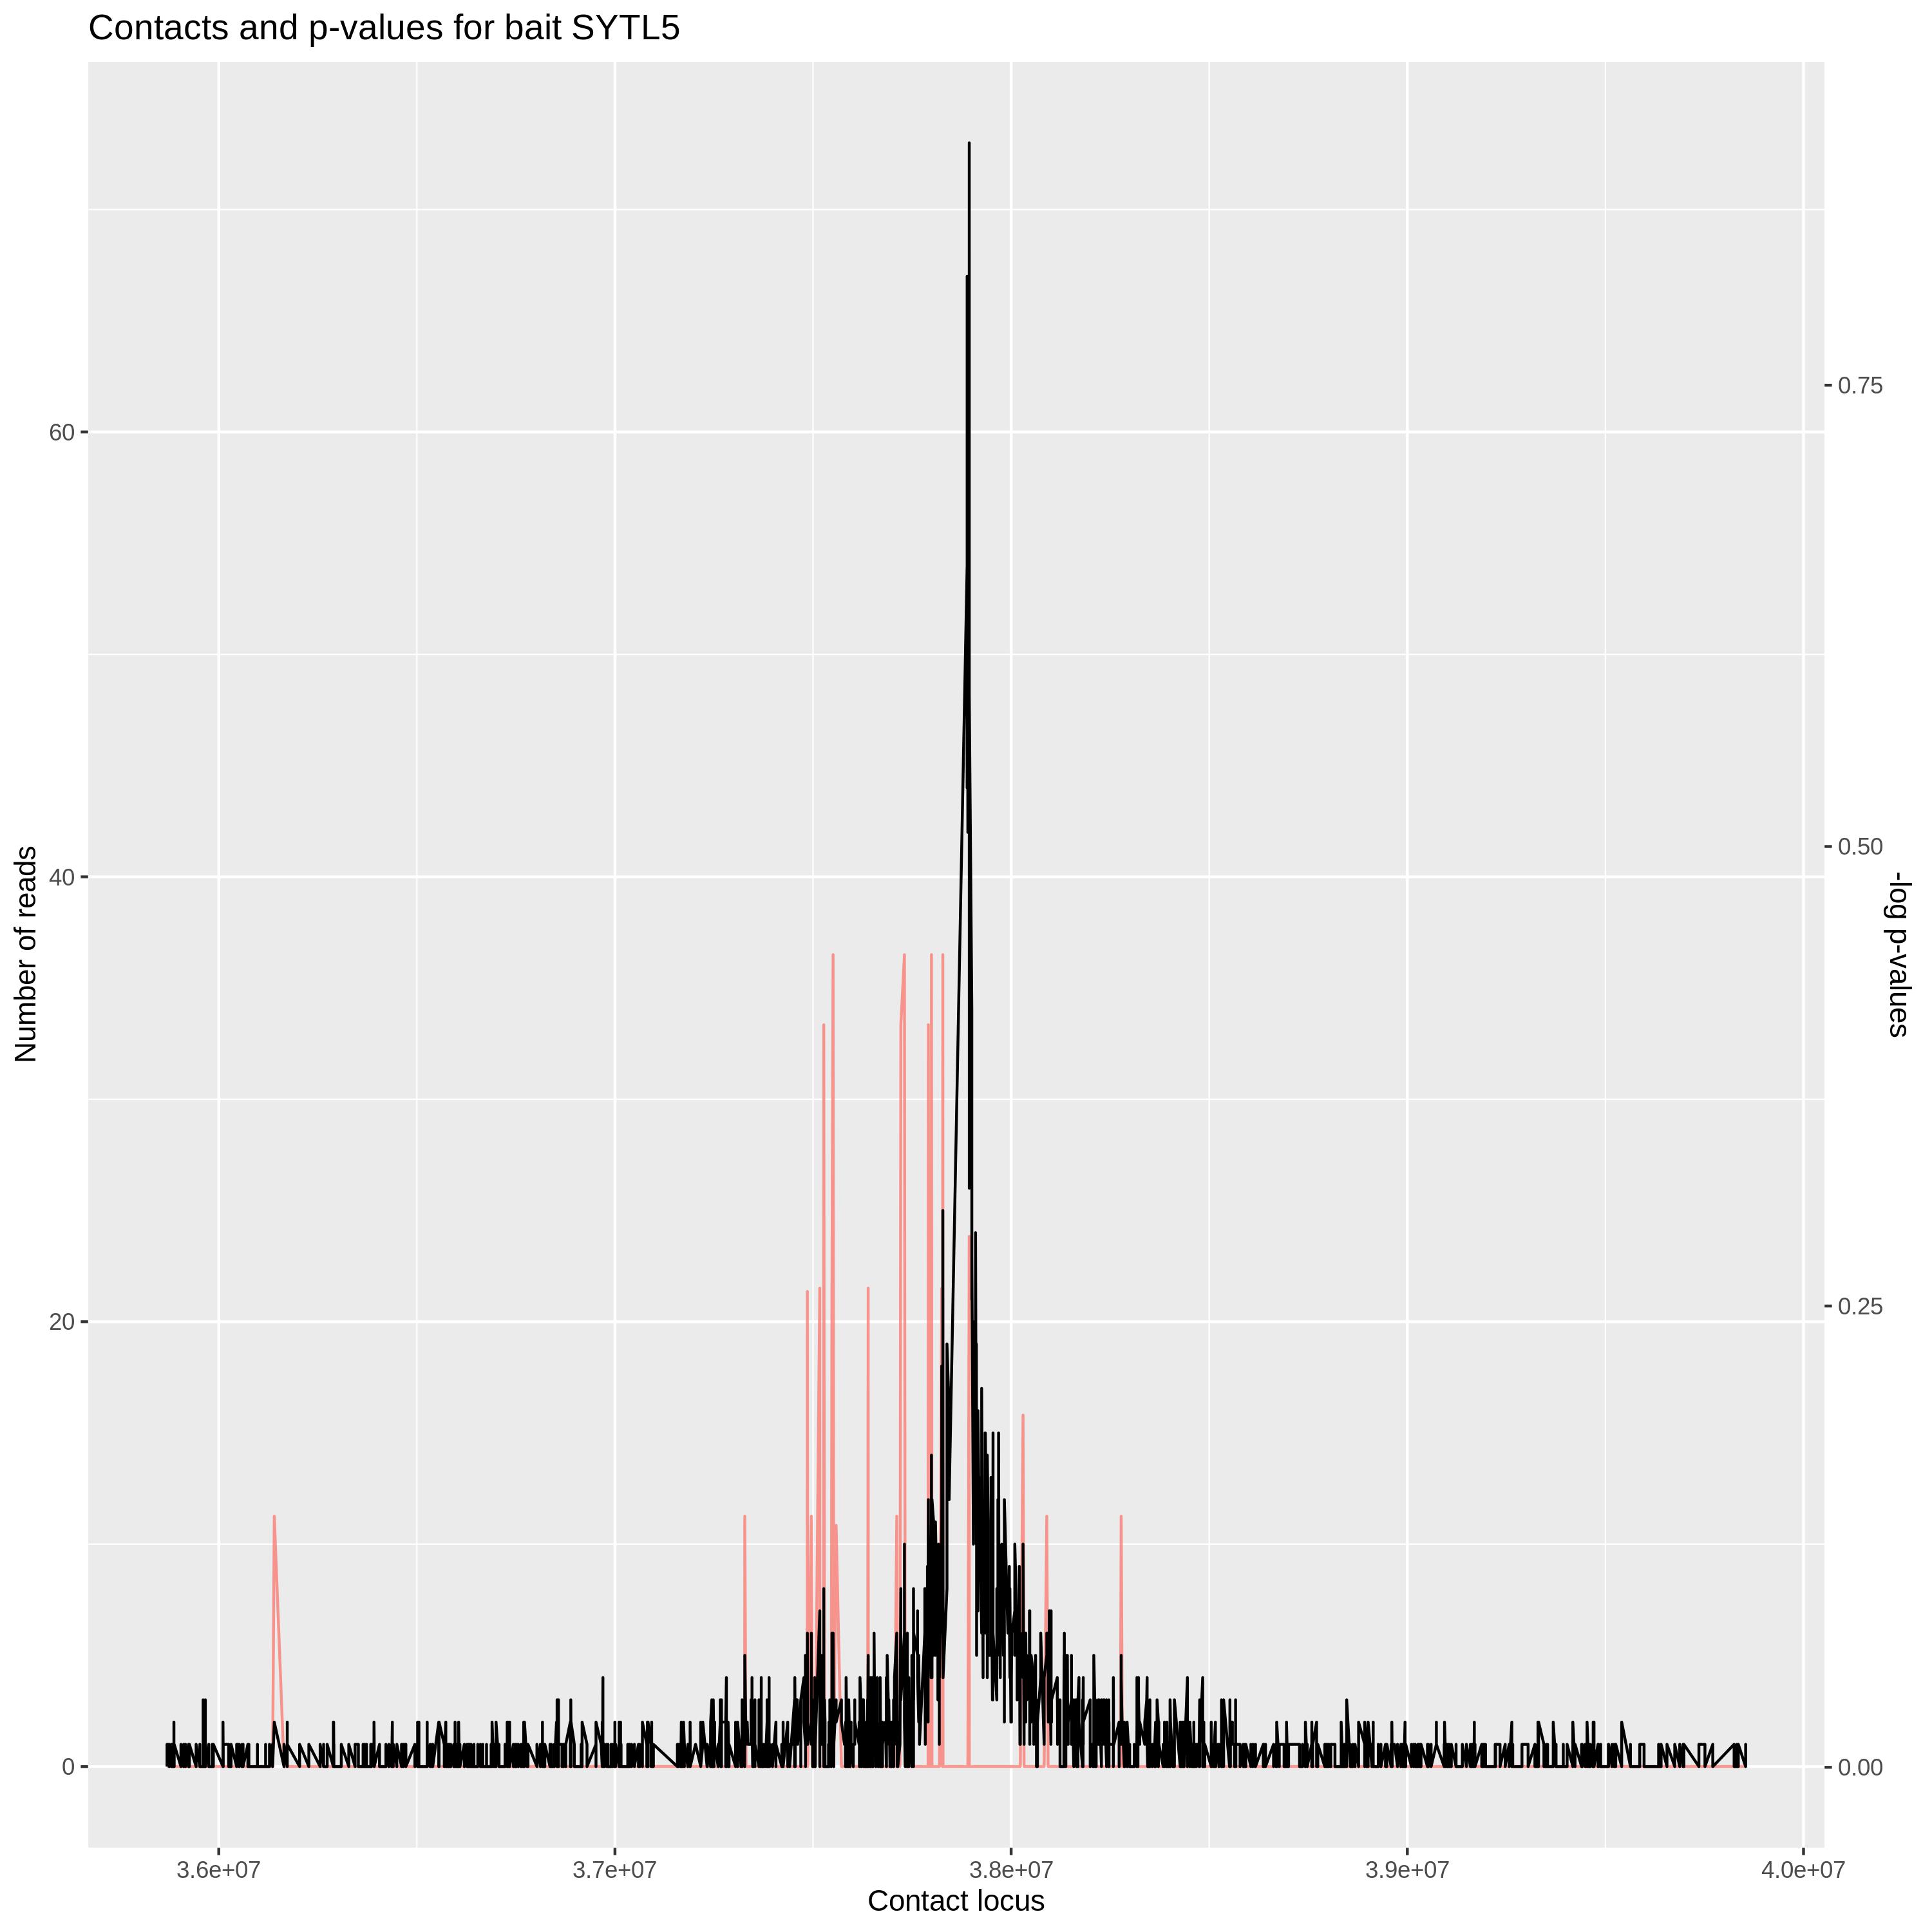 Contacts and p-values for bait SYTL5
Number of reads
60
40
20
0
0.75
0.50
0.25
0.00
-log p-values
3.6e+07 3.7e+07 3.8e+07 3.9e+07 4.0e+07
Contact locus